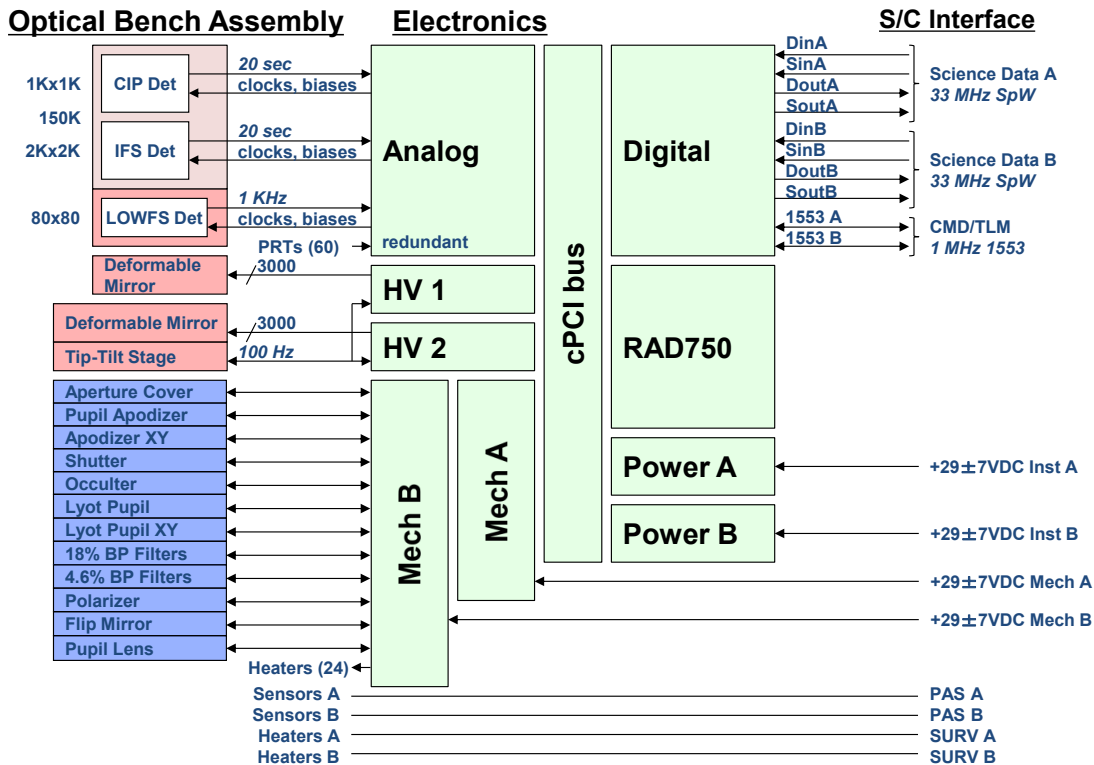 Optical Bench Assembly
Electronics
S/C Interface
1Kx1K
150K
2Kx2K
80x80
CIP Det
IFS Det
LOWFS Det
20 sec
clocks, biases
20 sec
clocks, biases
1 KHz
clocks, biases
PRTs (60)
Analog
redundant
Deformable
Mirror
3000
HV 1
Deformable Mirror
3000
Tip-Tilt Stage
100 Hz
HV 2
Aperture Cover
Pupil Apodizer
Apodizer XY
Shutter
Occulter
Lyot Pupil
Lyot Pupil XY
18% BP Filters
4.6% BP Filters
Polarizer
Flip Mirror
Pupil Lens
Mech B
Mech A
cPCI bus
Digital
RAD750
Power A
Power B
DinA
SinA
DoutA
SoutA
Science Data A
33 MHz SpW
DinB
SinB
DoutB
SoutB
Science Data B
33 MHz SpW
1553 A
1553 B
CMD/TLM
1 MHz 1553
+29±7VDC Inst A
+29±7VDC Inst B
+29±7VDC Mech A
+29±7VDC Mech B
Heaters (24)
Sensors A
PAS A
Sensors B
PAS B
Heaters A
SURV A
Heaters B
SURV B